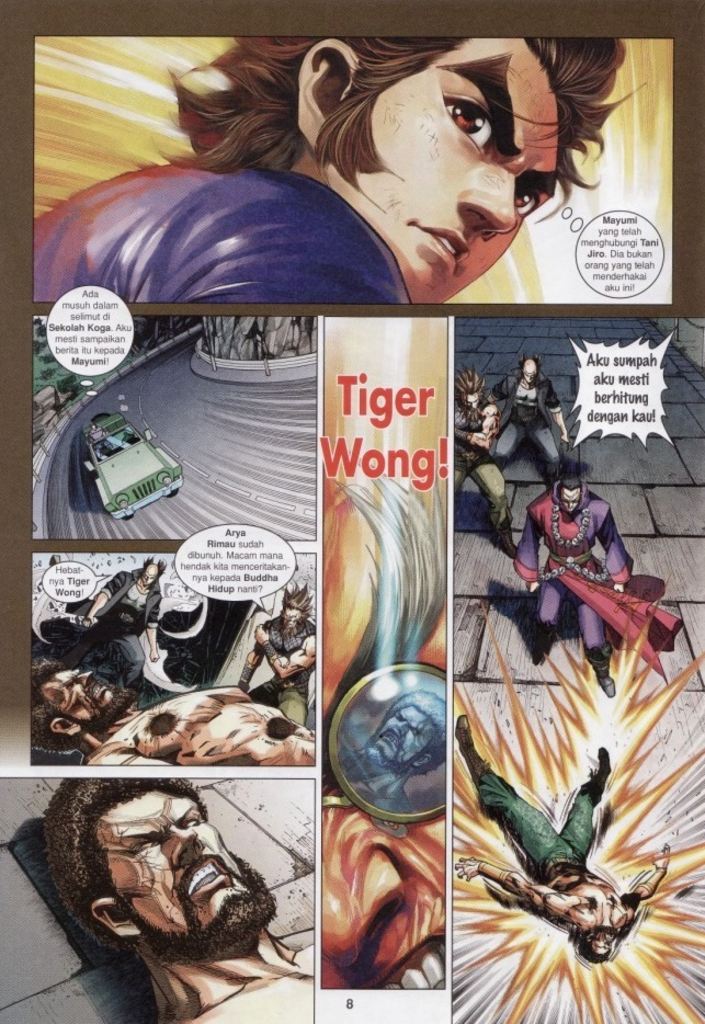 Mayumi
yang telah
menghubungi Tani
Jiro. Dia bukan
orang yang telah
menderhakai
aku ini!
Ada
musuh dalam
selimut di
Sekolah Koga. Aku
mesti sampaikan
berita itu kepada
Mayumi!
Hebat-
nya Tiger
Wong!
Arya
Rimau sudah
dibunuh. Macam mana
hendak kita menceritakan-
nya kepada Buddha
Hidup nanti?
Tiger
Wong!
Aku sumpah
aku mesti
berhitung
dengan kau!
8